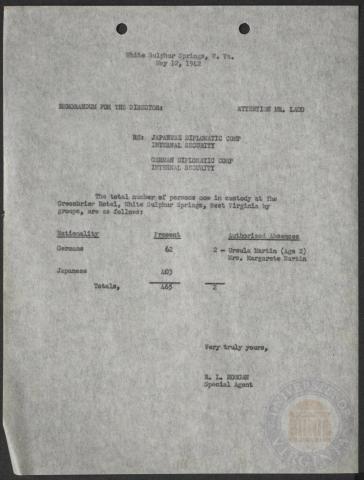 White Sulphur Springs, W. Va.
May 12, 1942
MEMORANDUM FOR THE DIRECTOR: ATTENTION MR. LADD
RE: JAPANESE DIPLOMATIC CORP
INTERNAL SECURITY
GERMAN DIPLOMATIC CORP
INTERNAL SECURITY
The total number of persons now in custody at the
Greenbrier Hotel, White Sulphur Springs, West Virginia by
groups, are as follows:
Nationality Present Authorized Absences
Germans 62 2 - Ursula Martin (Age 2)
Mrs. Margarete Martin
Japanese 403
Totals, 465 2
Very truly yours,
Special Agent